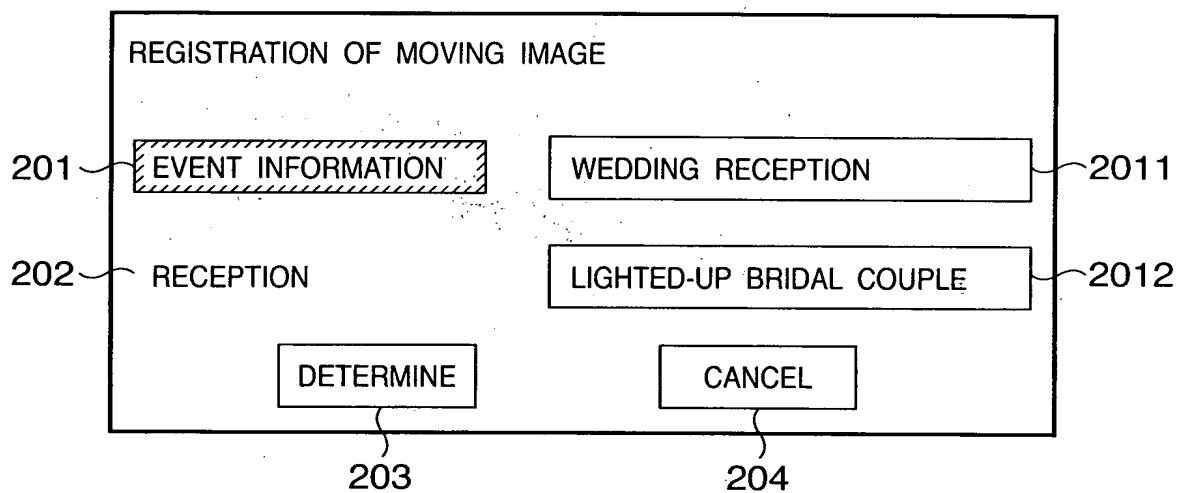 REGISTRATION OF MOVING IMAGE
201 EVENT INFORMATION WEDDING RECEPTION 2011
202 RECEPTION LIGHTED-UP BRIDAL COUPLE 2012
DETERMINE CANCEL
203 204